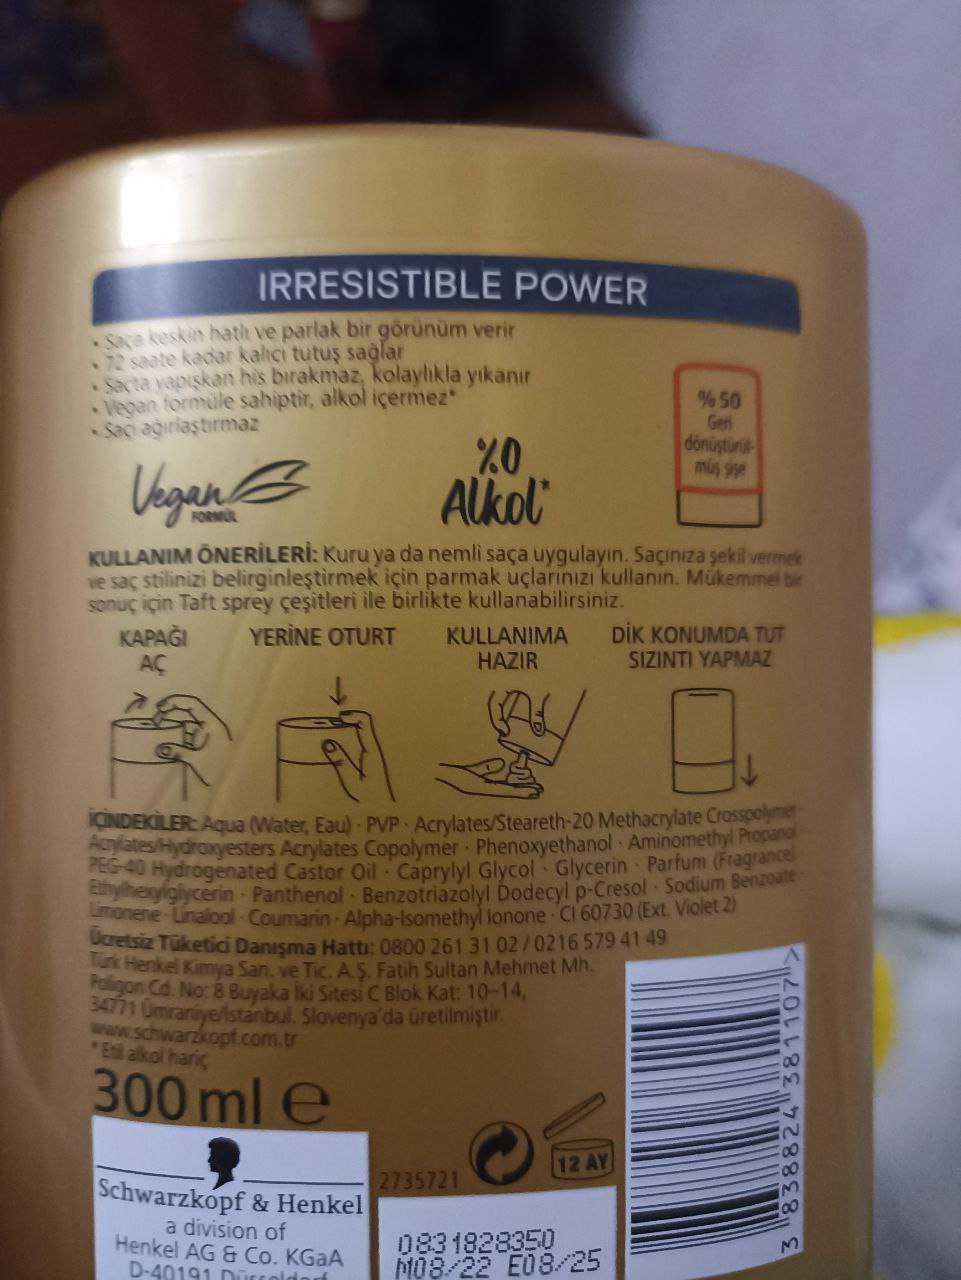 IRRESISTIBLE POWER
• Saça keskin hatlı ve parlak bir görünüm verir
• 72 saate kadar kalıcı tutuş sağlar
• Saçta yapışkan his bırakmaz, kolaylıkla yıkanır
• Vegan formüle sahiptir, alkol içermez*
• Saçı ağırlaştırmaz
Vegan
FORMÜL
%0
Alkol*
%50
Geri
dönüştürül-
müş şişe
KULLANIM ÖNERİLERİ: Kuru ya da nemli saça uygulayın. Saçınıza şekil vermek
ve saç stilinizi belirginleştirmek için parmak uçlarınızı kullanın. Mükemmel bir
sonuç için Taft sprey çeşitleri ile birlikte kullanabilirsiniz.
KAPAĞI
AÇ
YERİNE OTURT
KULLANIMA
HAZIR
DİK KONUMDA TUT
SIZINTI YAPMAZ
İÇİNDEKİLER: Aqua (Water, Eau) · PVP · Acrylates/Steareth-20 Methacrylate Crosspolymer ·
Acrylates/Hydroxyesters Acrylates Copolymer · Phenoxyethanol · Aminomethyl Propanol
PEG-40 Hydrogenated Castor Oil · Caprylyl Glycol · Glycerin · Parfum (Fragrance)
Ethylhexylglycerin · Panthenol · Benzotriazolyl Dodecyl p-Cresol · Sodium Benzoate ·
Limonene · Linalool · Coumarin · Alpha-Isomethyl Ionone · CI 60730 (Ext. Violet 2)
Ücretsiz Tüketici Danışma Hattı: 0800 261 31 02 / 0216 579 41 49
Türk Henkel Kimya San. ve Tic. A.Ş. Fatih Sultan Mehmet Mh.
Poligon Cd. No: 8 Buyaka İki Sitesi C Blok Kat: 10–14,
34771 Ümraniye/İstanbul. Slovenya'da üretilmiştir.
www.schwarzkopf.com.tr
* Etil alkol hariç
300 ml e
12 AY
2735721
Schwarzkopf & Henkel
a division of
Henkel AG & Co. KGaA
D-40191 Düsseldorf
0831828350
M08/22 E08/25
3 838824 381107 >